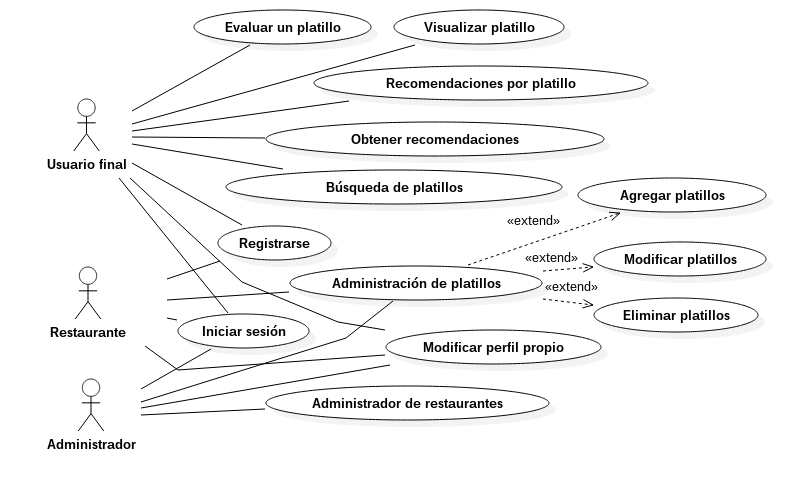 Evaluar un platillo
Visualizar platillo
Recomendaciones por platillo
Obtener recomendaciones
Usuario final
Búsqueda de platillos
Agregar platillos
«extend»
Registrarse
Modificar platillos
«extend»
Administración de platillos
«extend»
Eliminar platillos
Restaurante
Iniciar sesión
Modificar perfil propio
Administrador de restaurantes
Administrador